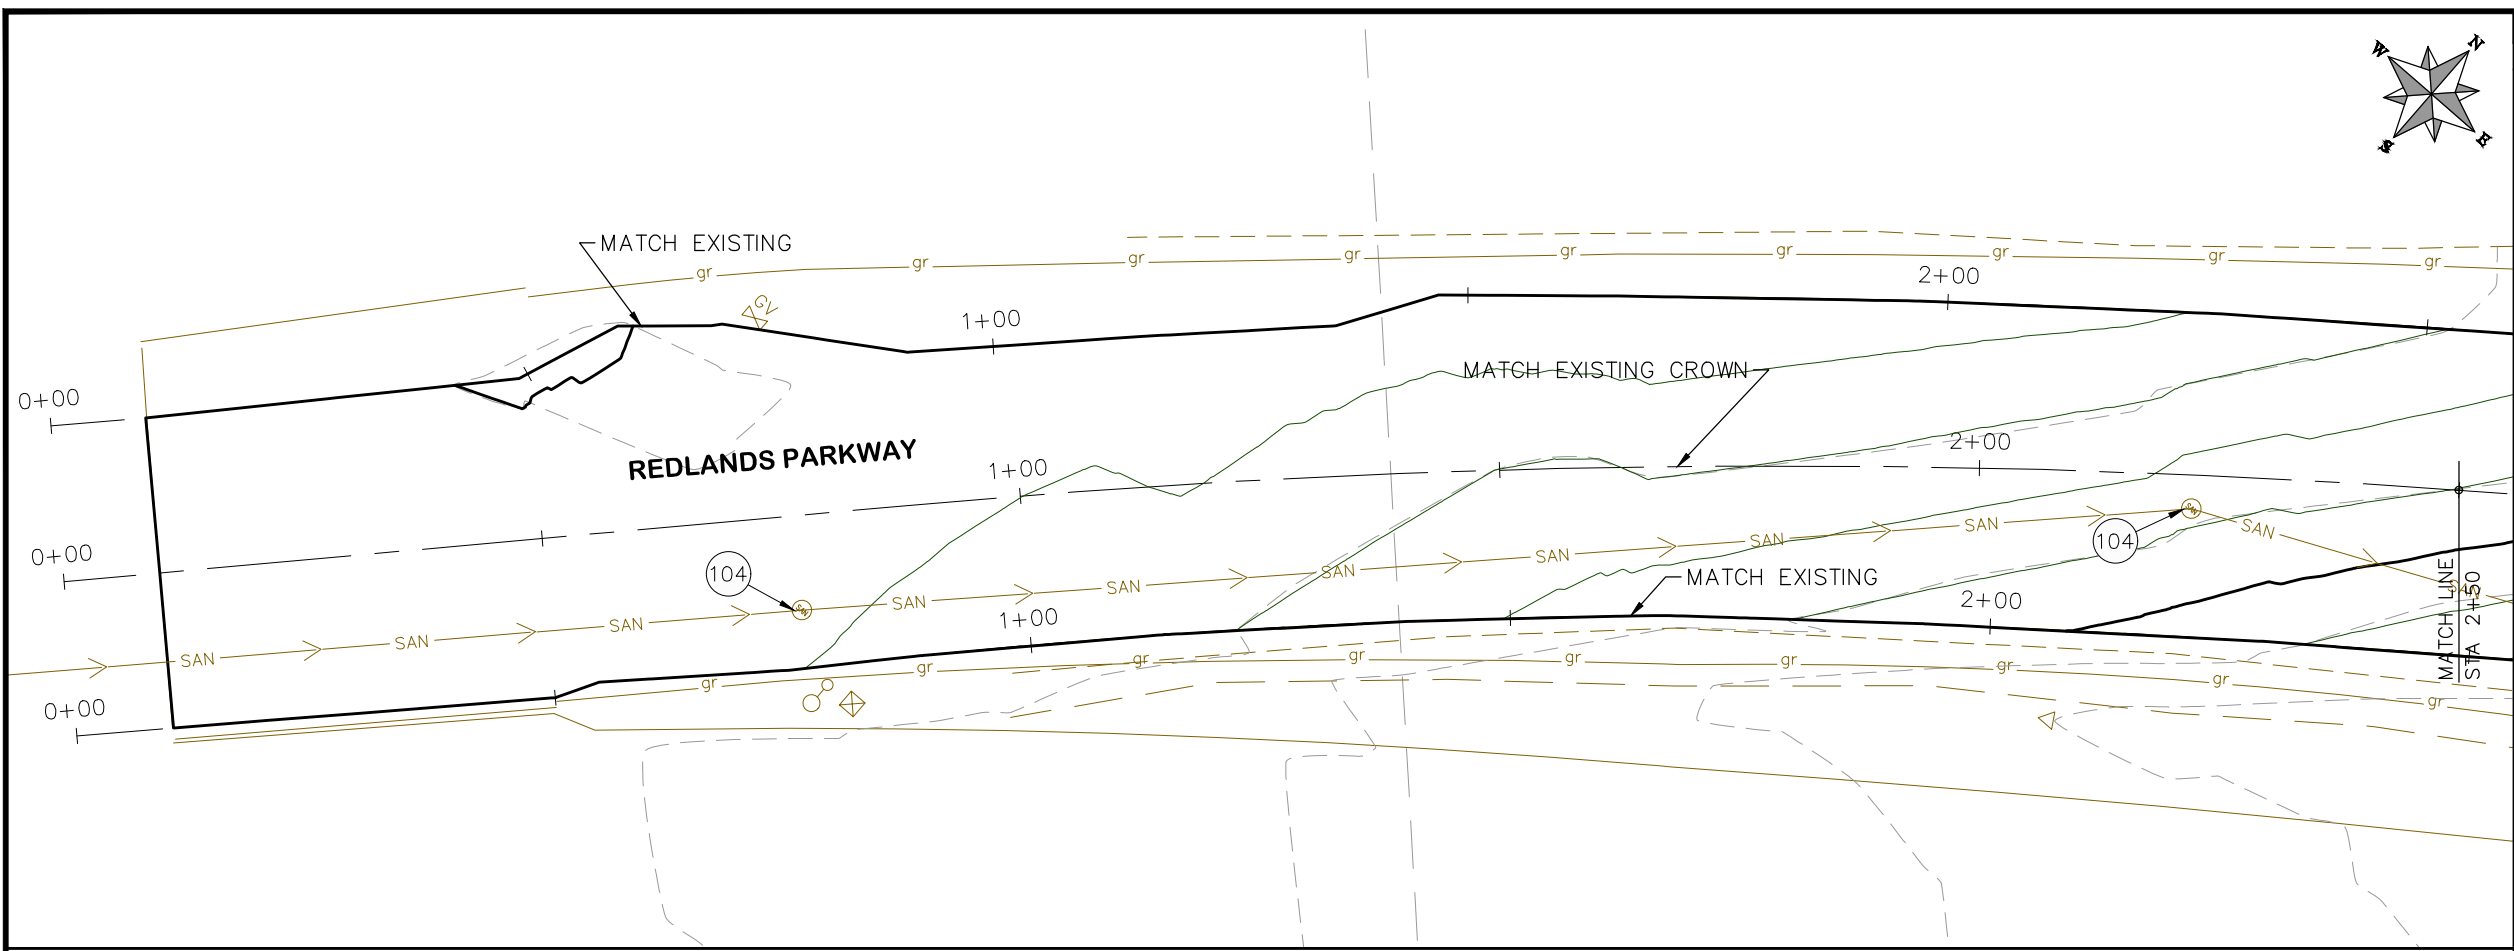 W N
S E
MATCH EXISTING
gr gr gr gr gr gr gr gr gr
GV
2+00
1+00
MATCH EXISTING CROWN
0+00
REDLANDS PARKWAY
2+00
1+00
0+00
104
104
SAN SAN SAN SAN SAN SAN SAN SAN SAN SAN SAN
MATCH EXISTING
2+00
1+00
0+00
gr gr gr gr gr gr gr gr gr
MATCH LINE
STA 2+50